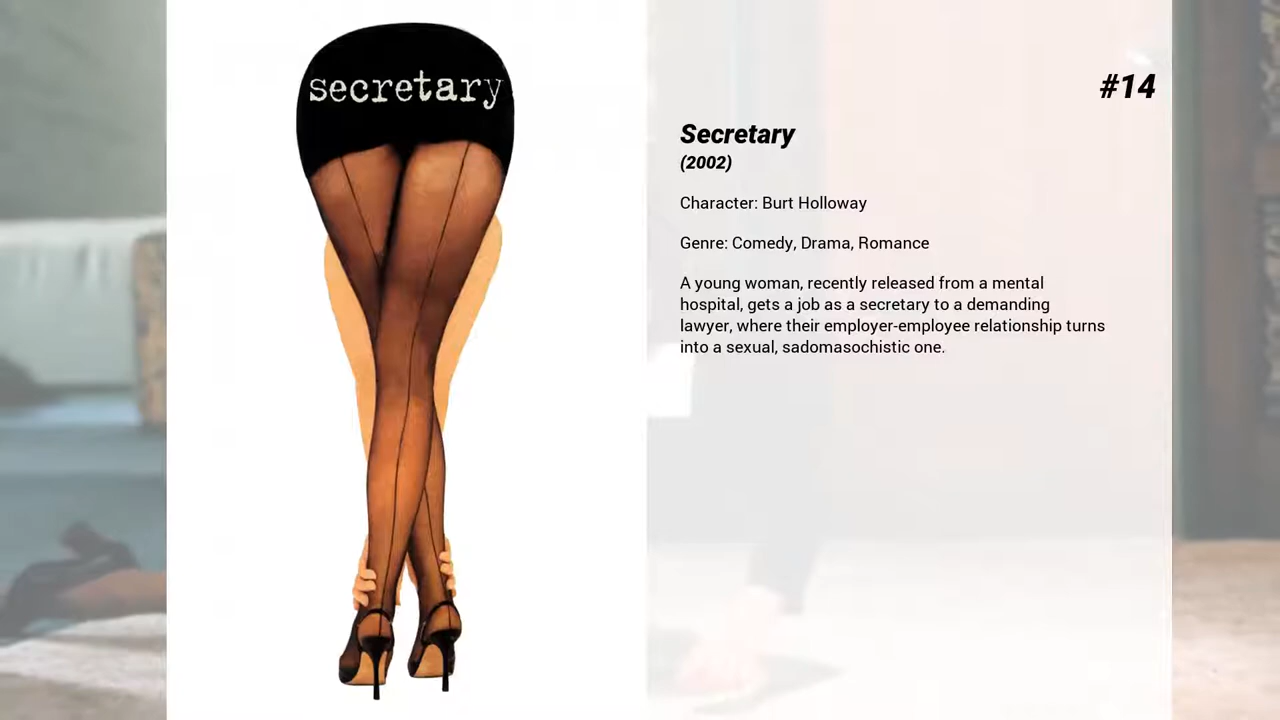 secretary
#14
Secretary
(2002)
Character: Burt Holloway
Genre: Comedy, Drama, Romance
A young woman, recently released from a mental
hospital, gets a job as a secretary to a demanding
lawyer, where their employer-employee relationship turns
into a sexual, sadomasochistic one.